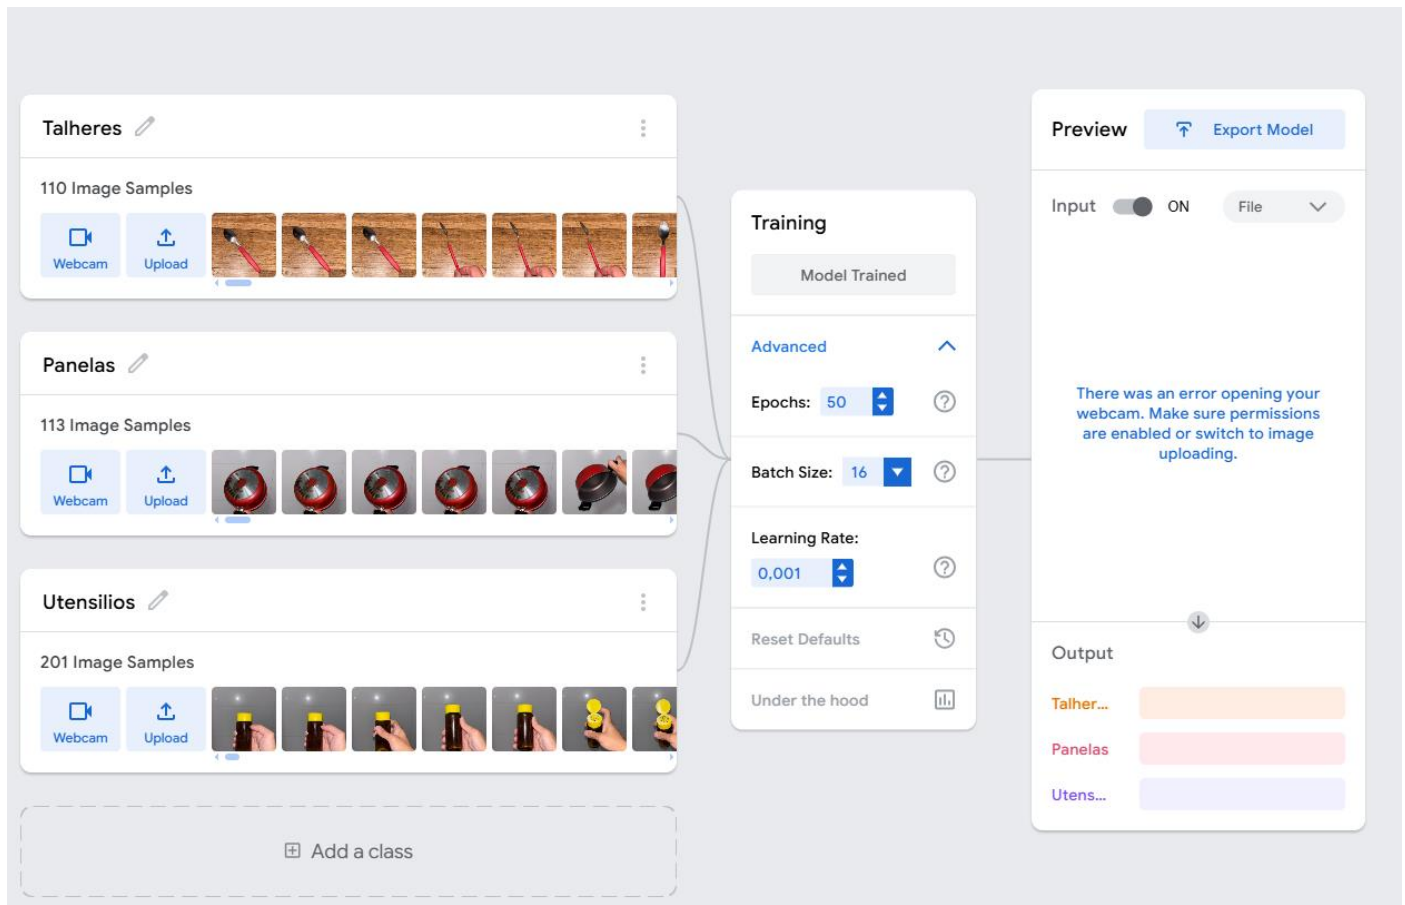 Talheres
110 Image Samples
Webcam
Upload
Panelas
113 Image Samples
Webcam
Upload
Utensilios
201 Image Samples
Webcam
Upload
Add a class
Training
Model Trained
Advanced
Epochs: 50
Batch Size: 16
Learning Rate:
0,001
Reset Defaults
Under the hood
Preview
Export Model
Input ON File
There was an error opening your
webcam. Make sure permissions
are enabled or switch to image
uploading.
Output
Talher...
Panelas
Utens...